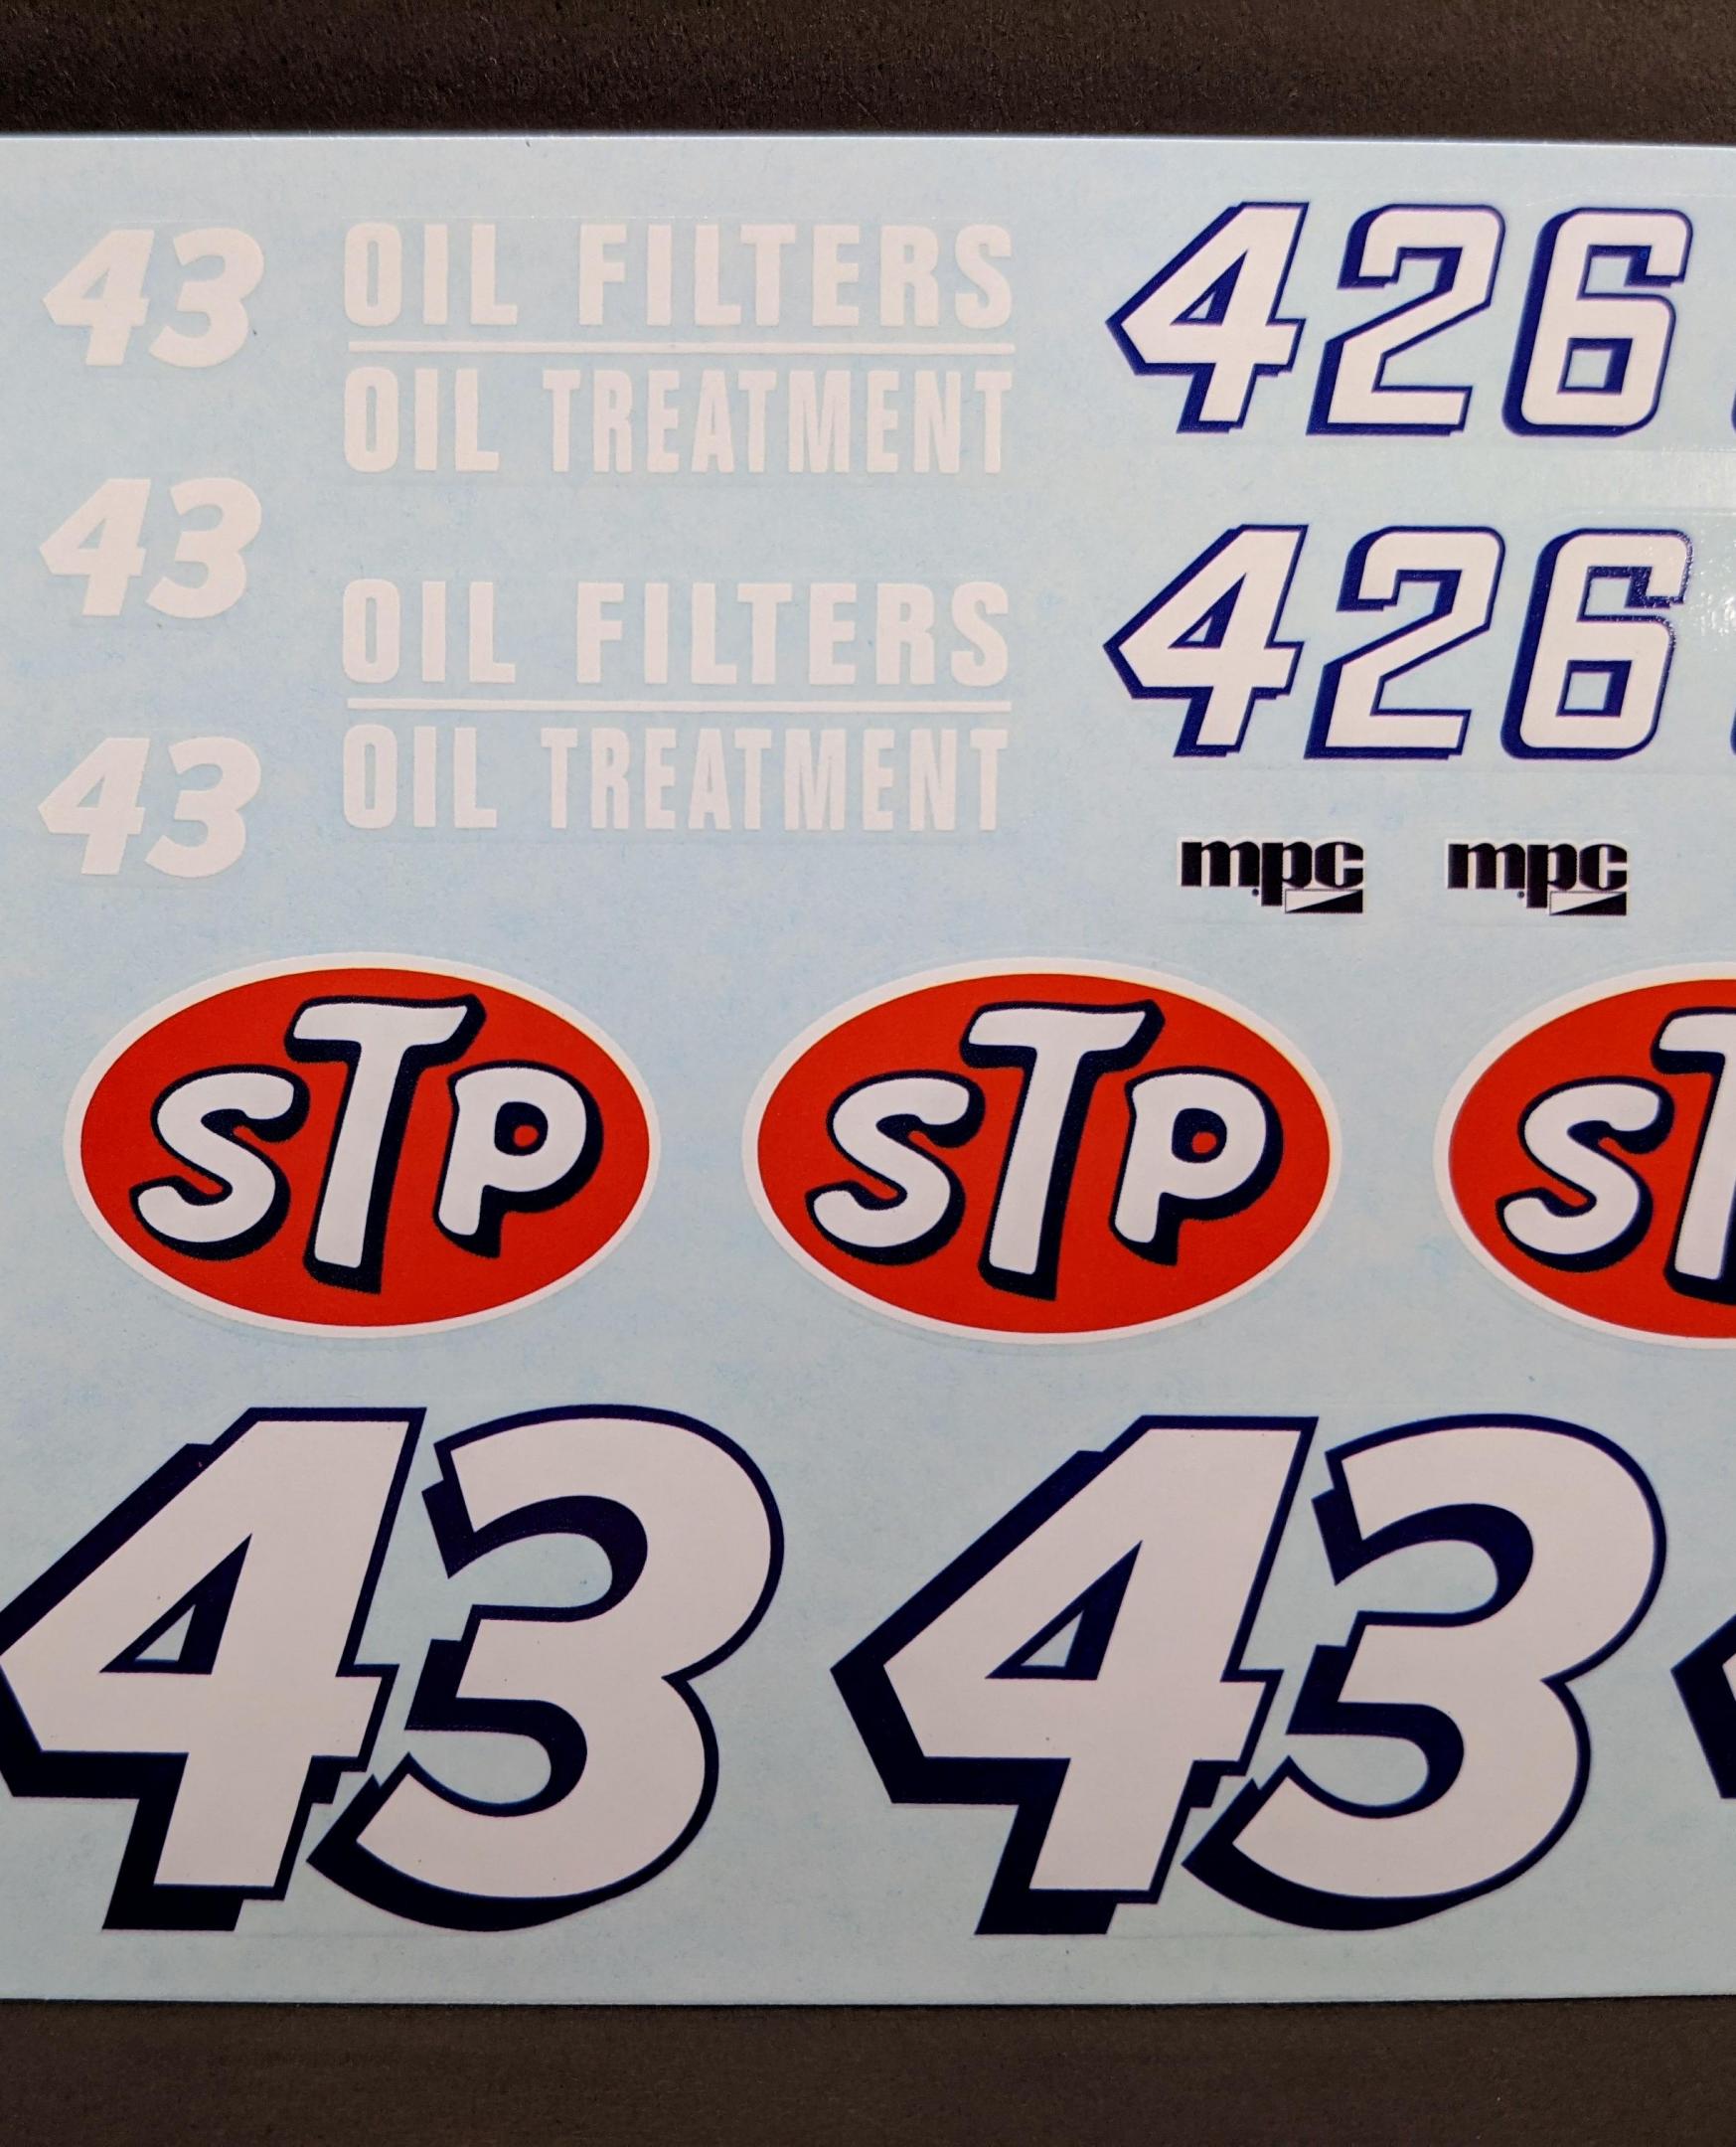 43 OIL FILTERS 426
OIL TREATMENT
43
OIL FILTERS 426
OIL TREATMENT
43
mpc mpc
STP STP ST
43 43